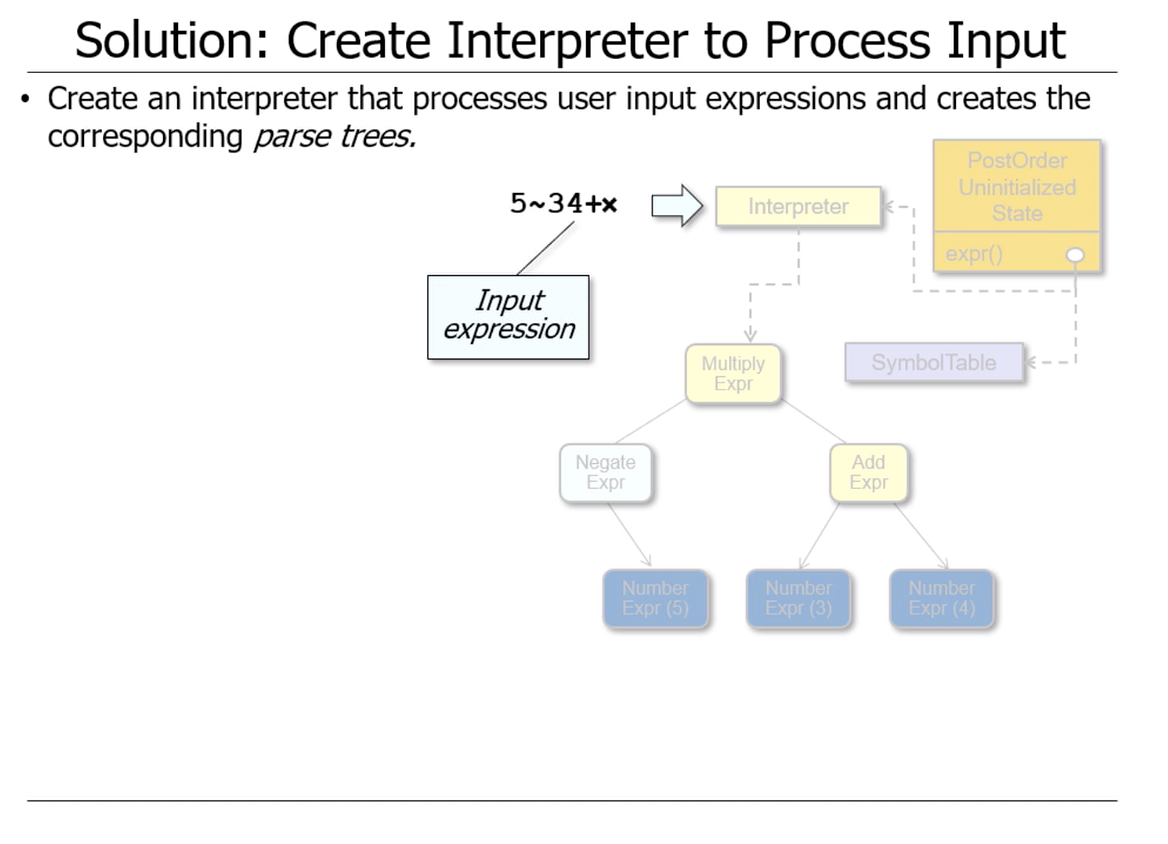 Solution: Create Interpreter to Process Input
• Create an interpreter that processes user input expressions and creates the
corresponding parse trees.
5~34+×
Interpreter
PostOrder
Uninitialized
State
expr()
Input
expression
Multiply
Expr
SymbolTable
Negate
Expr
Add
Expr
Number
Expr (5)
Number
Expr (3)
Number
Expr (4)